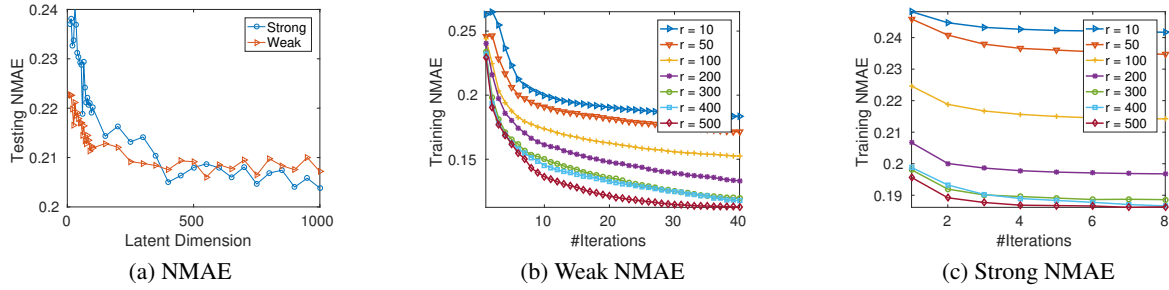 0.24
0.23
0.22
0.21
0.2
Testing NMAE
0
500
1000
Latent Dimension
Strong
Weak
(a) NMAE
0.25
0.2
0.15
Training NMAE
10
20
30
40
#Iterations
r = 10
r = 50
r = 100
r = 200
r = 300
r = 400
r = 500
(b) Weak NMAE
0.24
0.23
0.22
0.21
0.2
0.19
Training NMAE
2
4
6
8
#Iterations
r = 10
r = 50
r = 100
r = 200
r = 300
r = 400
r = 500
(c) Strong NMAE